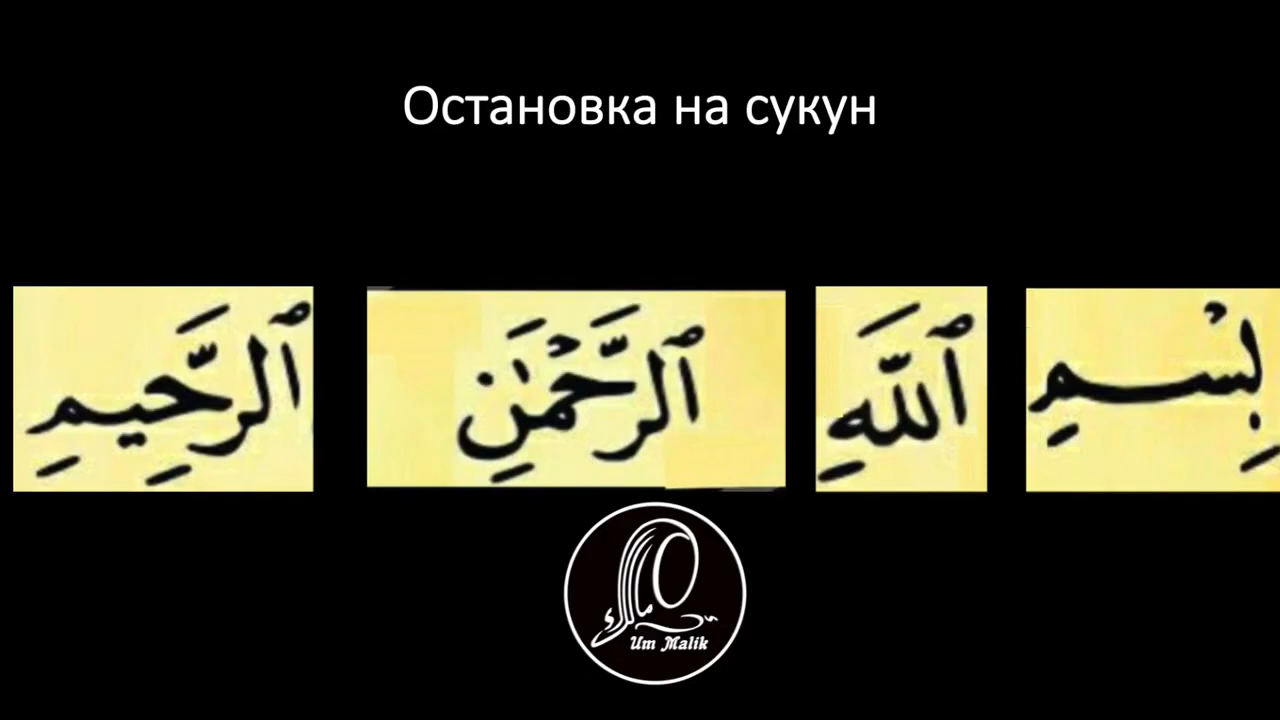 Остановка на сукун
بِسْمِ ٱللَّهِ ٱلرَّحْمَـٰنِ ٱلرَّحِيمِ
Um Malik